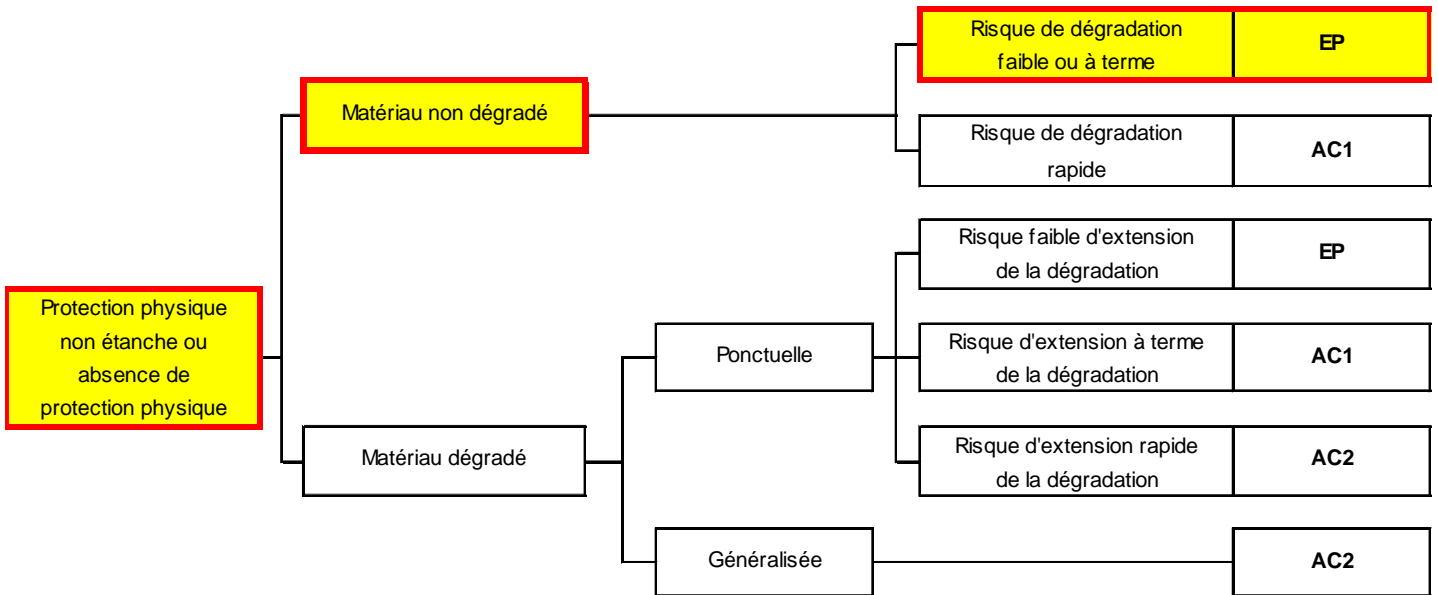 Protection physique
non étanche ou
absence de
protection physique
Matériau non dégradé
Risque de dégradation
faible ou à terme
EP
Risque de dégradation
rapide
AC1
Matériau dégradé
Ponctuelle
Risque faible d'extension
de la dégradation
EP
Risque d'extension à terme
de la dégradation
AC1
Risque d'extension rapide
de la dégradation
AC2
Généralisée
AC2